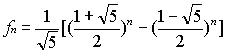 fₙ = 1/√5 [((1+√5)/2)ⁿ − ((1−√5)/2)ⁿ]